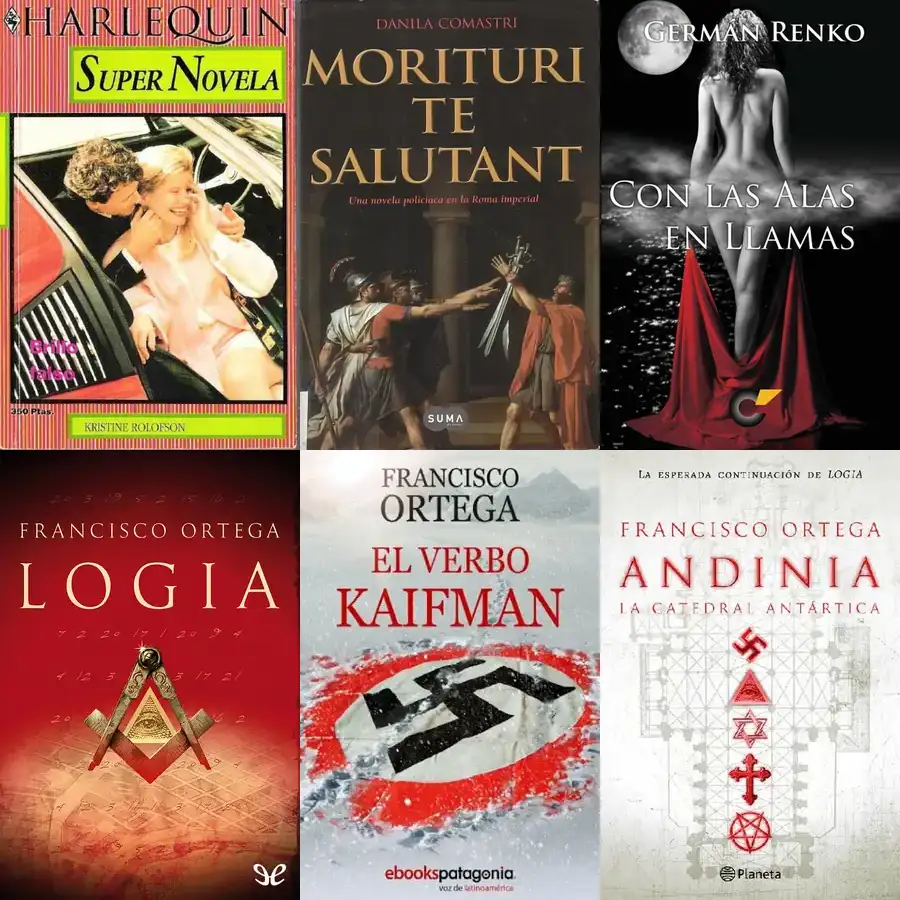 HARLEQUIN
SUPER NOVELA
Brillo
falso
350 Ptas.
KRISTINE ROLOFSON
DANILA COMASTRI
MORITURI
TE
SALUTANT
Una novela policiaca en la Roma imperial
SUMA
GERMÁN RENKO
CON LAS ALAS
EN LLAMAS
FRANCISCO ORTEGA
LOGIA
FRANCISCO
ORTEGA
EL VERBO
KAIFMAN
ebookspatagonia
voz de latinoamérica
LA ESPERADA CONTINUACIÓN DE LOGIA
FRANCISCO ORTEGA
ANDINIA
LA CATEDRAL ANTÁRTICA
Planeta